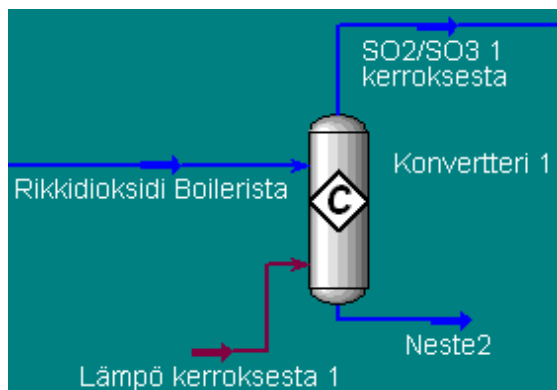 SO2/SO3 1
kerroksesta
Konvertteri 1
Rikkidioksidi Boilerista
C
Neste2
Lämpö kerroksesta 1